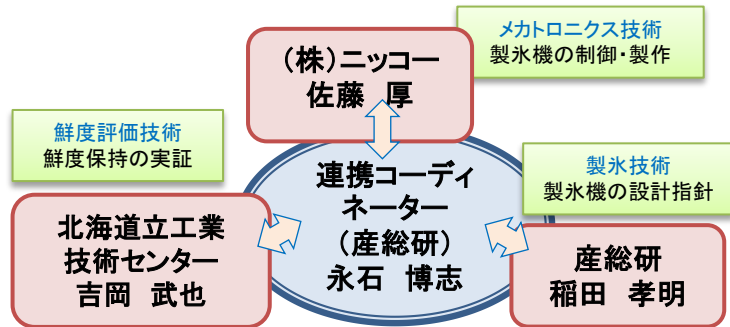 メカトロニクス技術
製氷機の制御・製作
(株)ニッコー
佐藤 厚
鮮度評価技術
鮮度保持の実証
連携コーディ
ネーター
(産総研)
永石 博志
製氷技術
製氷機の設計指針
北海道立工業
技術センター
吉岡 武也
産総研
稲田 孝明